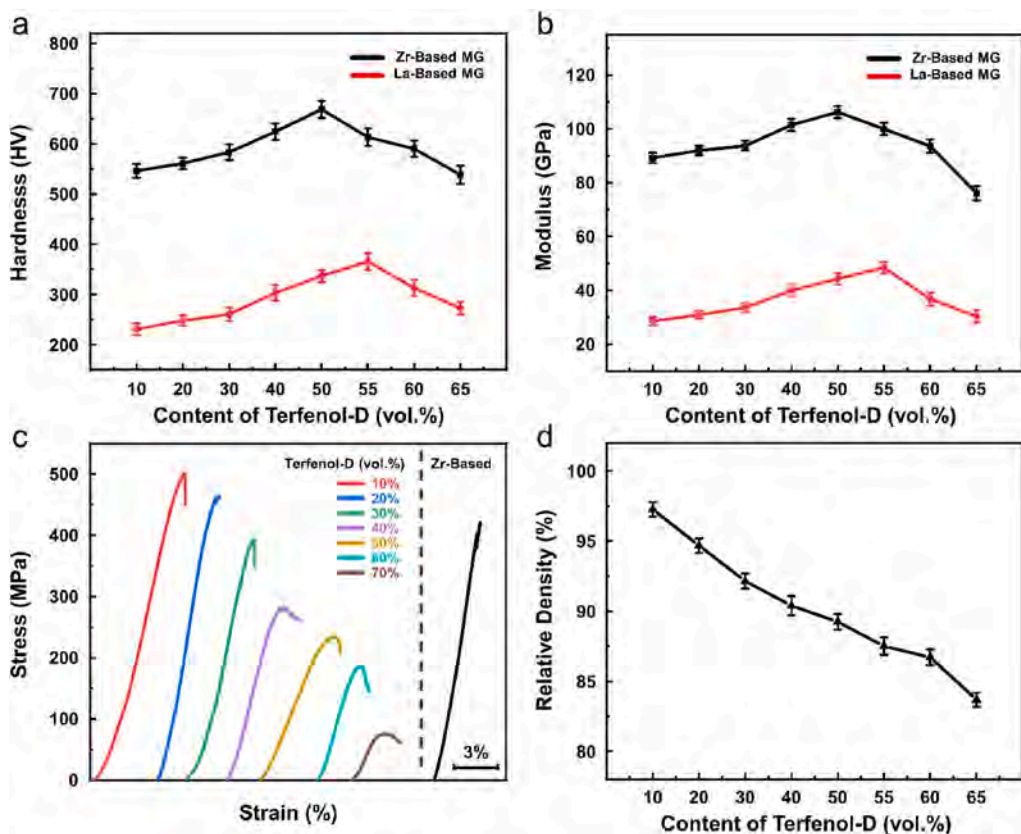 a
800
700
600
500
400
300
200
Hardnesss (HV)
Zr-Based MG
La-Based MG
10 20 30 40 50 55 60 65
Content of Terfenol-D (vol.%)
b
120
100
80
60
40
20
Modulus (GPa)
Zr-Based MG
La-Based MG
10 20 30 40 50 55 60 65
Content of Terfenol-D (vol.%)
c
500
400
300
200
100
0
Stress (MPa)
Terfenol-D (vol.%)
10%
20%
30%
40%
50%
60%
70%
Zr-Based
3%
Strain (%)
d
100
95
90
85
80
Relative Density (%)
10 20 30 40 50 55 60 65
Content of Terfenol-D (vol.%)